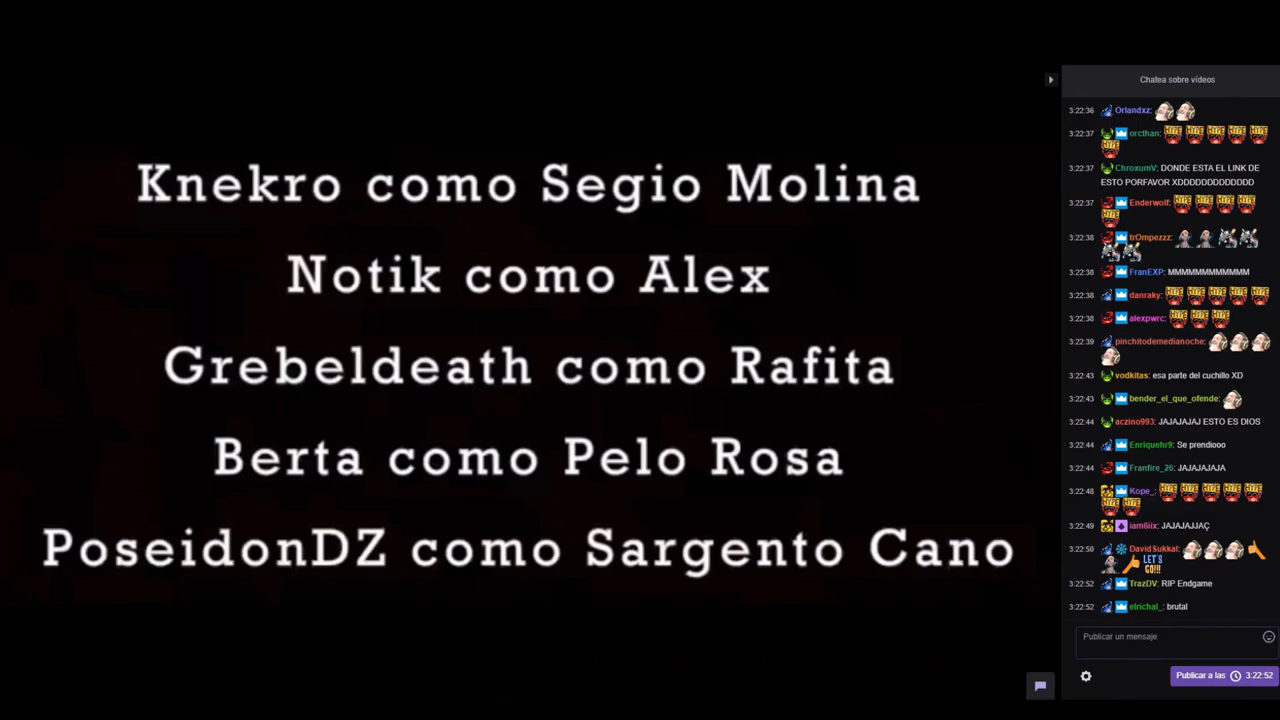 Knekro como Segio Molina
Notik como Alex
Grebeldeath como Rafita
Berta como Pelo Rosa
PoseidonDZ como Sargento Cano
Chatea sobre vídeos
3:22:36 Orlandxz:
3:22:37 orcthan:
3:22:37 ChroxumV: DONDE ESTA EL LINK DE
ESTO PORFAVOR XDDDDDDDDDDDDD
3:22:37 Enderwolf:
3:22:38 trOmpezzz:
3:22:38 FranEXP: MMMMMMMMMMMM
3:22:38 danraky:
3:22:38 alexpwrc:
3:22:39 pinchitodemedianoche:
3:22:43 vodkitas: esa parte del cuchillo XD
3:22:43 bender_el_que_ofende:
3:22:44 aczino993: JAJAJAJAJ ESTO ES DIOS
3:22:44 Enriquehr9: Se prendiooo
3:22:44 Franfire_26: JAJAJAJAJA
3:22:48 Kope_:
3:22:49 iam6iix: JAJAJAJJAÇ
3:22:50 DavidSukkal:
LET'S GO!!!
3:22:52 TrazDV: RIP Endgame
3:22:52 elrichal_: brutal
Publicar un mensaje
Publicar a las 3:22:52